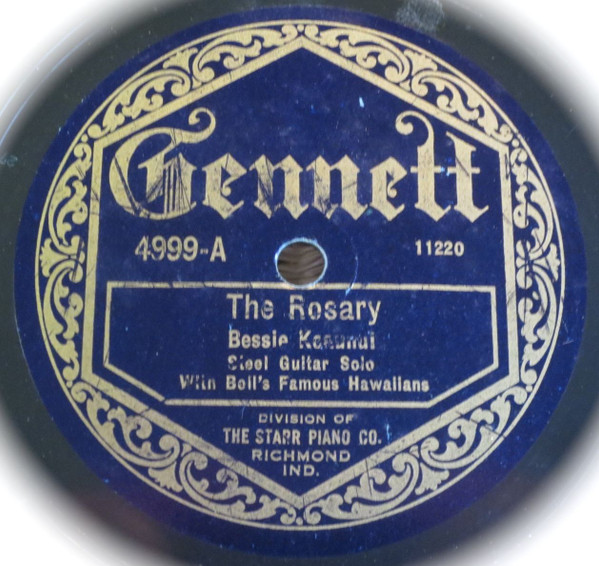 Gennett
4999-A 11220
The Rosary
Bessie
Steel Guitar Solo
With Bell's Famous Hawaiians
DIVISION OF
THE STARR PIANO CO.
RICHMOND
IND.